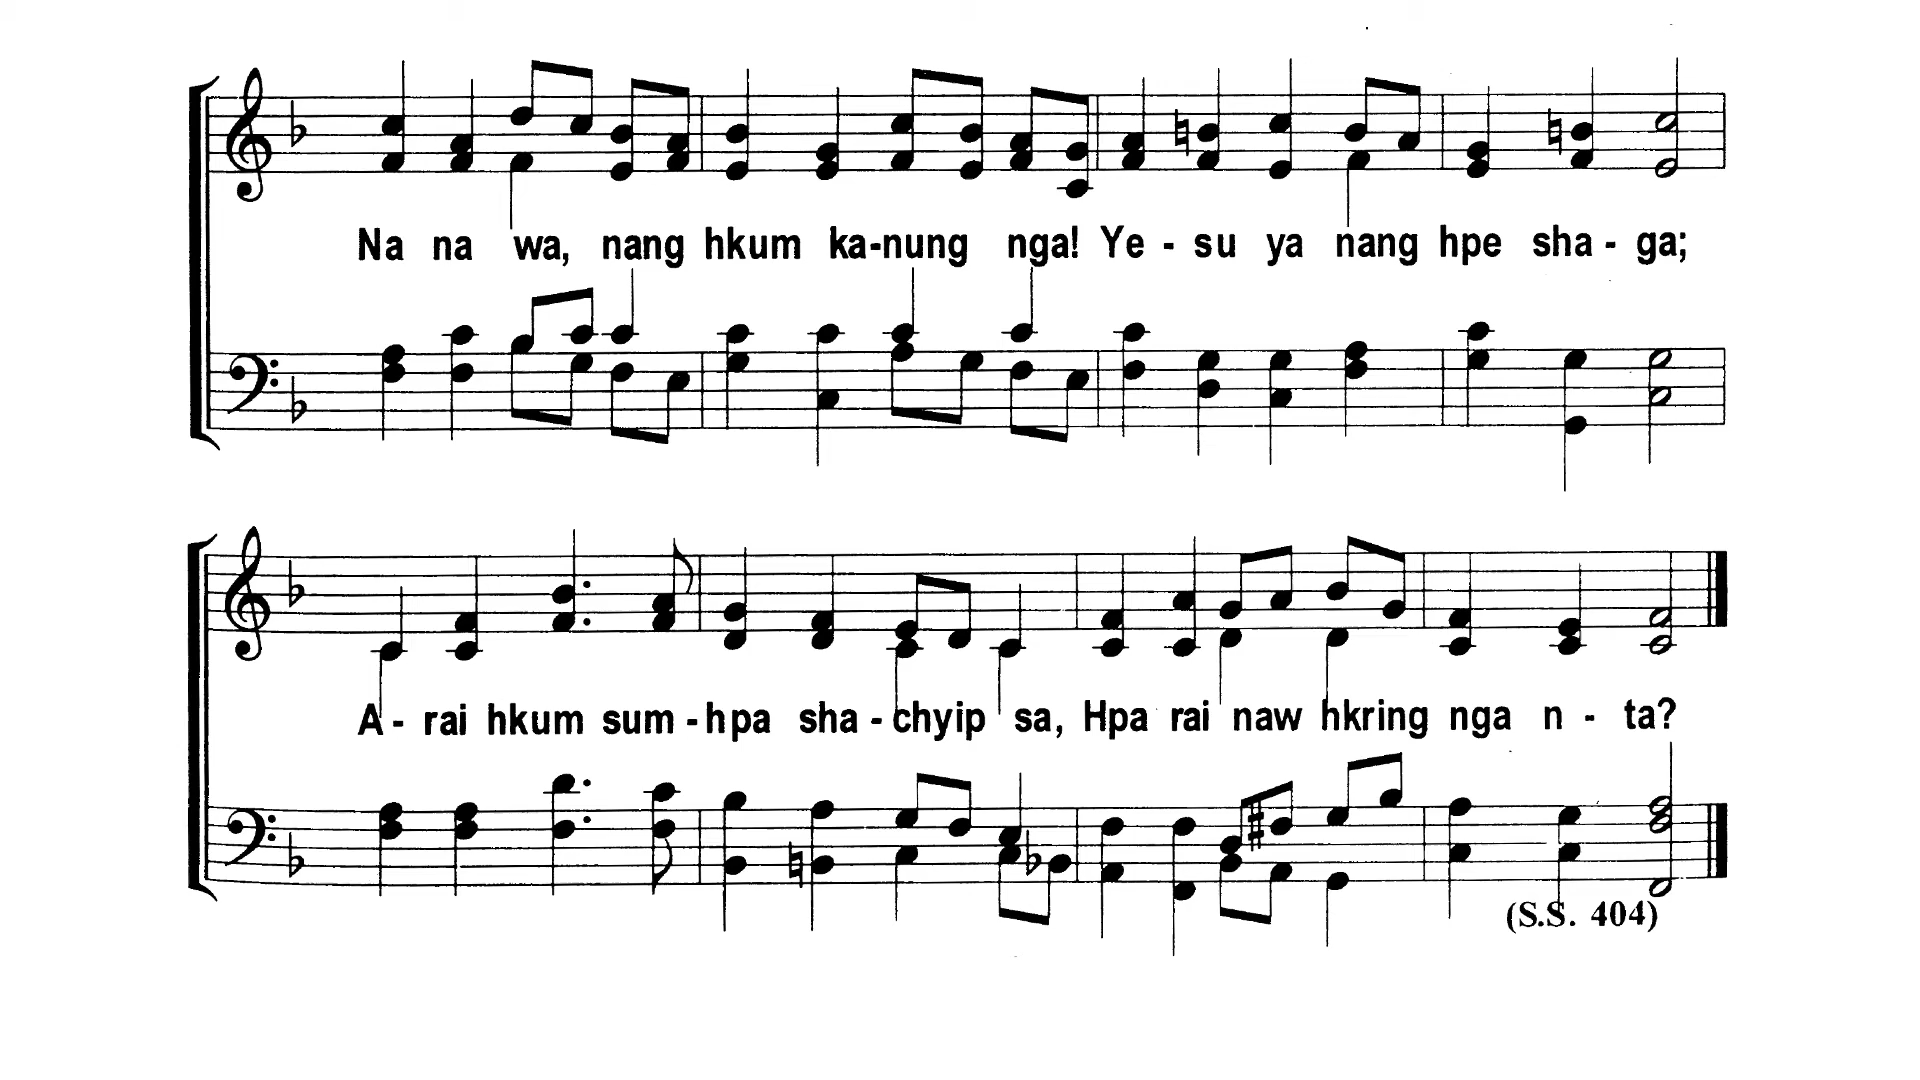 Na na wa, nang hkum ka-nung nga! Ye - su ya nang hpe sha - ga;
A - rai hkum sum - hpa sha - chyip sa, Hpa rai naw hkring nga n - ta?
(S.S. 404)